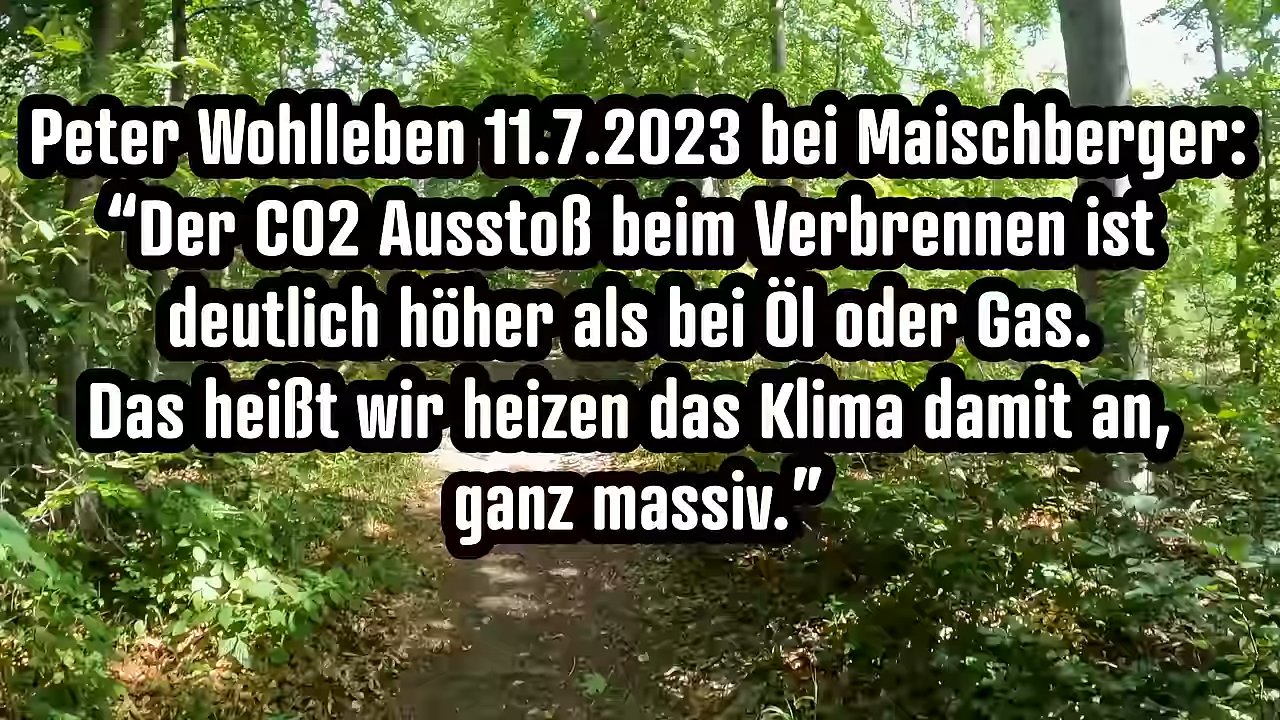 Peter Wohlleben 11.7.2023 bei Maischberger:
“Der CO2 Ausstoß beim Verbrennen ist
deutlich höher als bei Öl oder Gas.
Das heißt wir heizen das Klima damit an,
ganz massiv.”